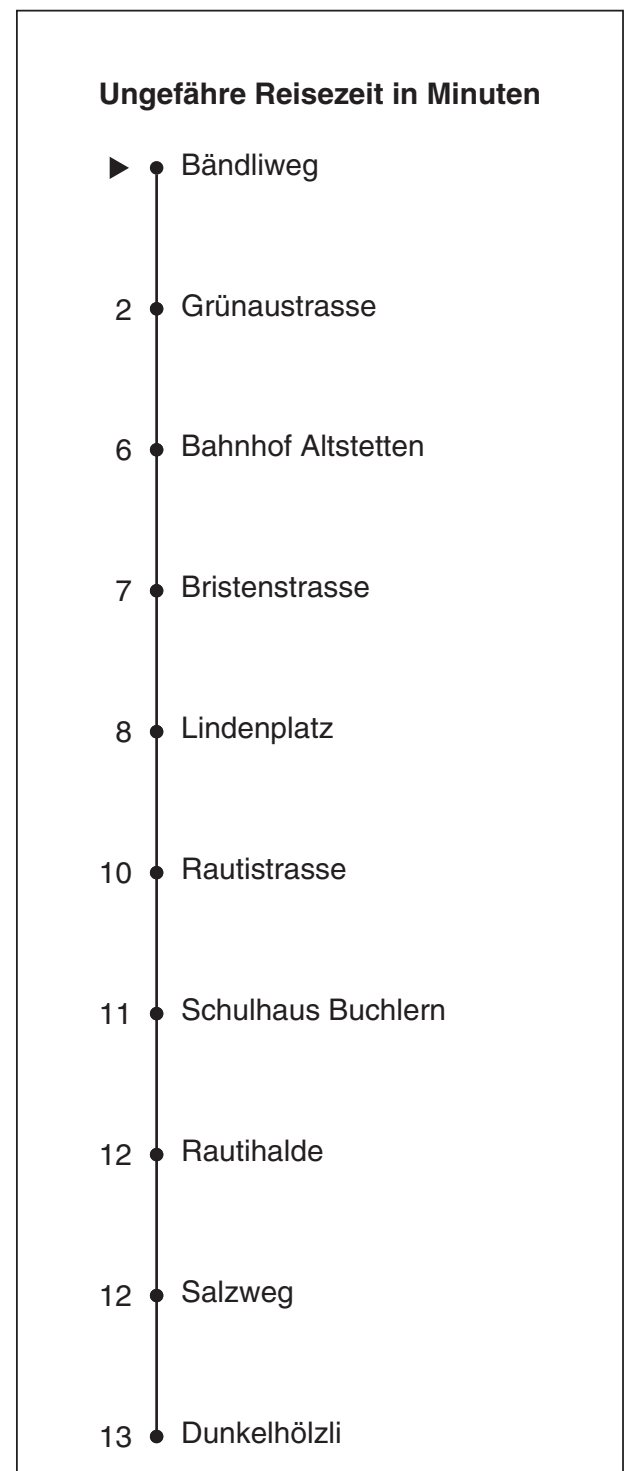 Ungefähre Reisezeit in Minuten
Bändliweg
2 Grünaustrasse
6 Bahnhof Altstetten
7 Bristenstrasse
8 Lindenplatz
10 Rautistrasse
11 Schulhaus Buchlern
12 Rautihalde
12 Salzweg
13 Dunkelhölzli